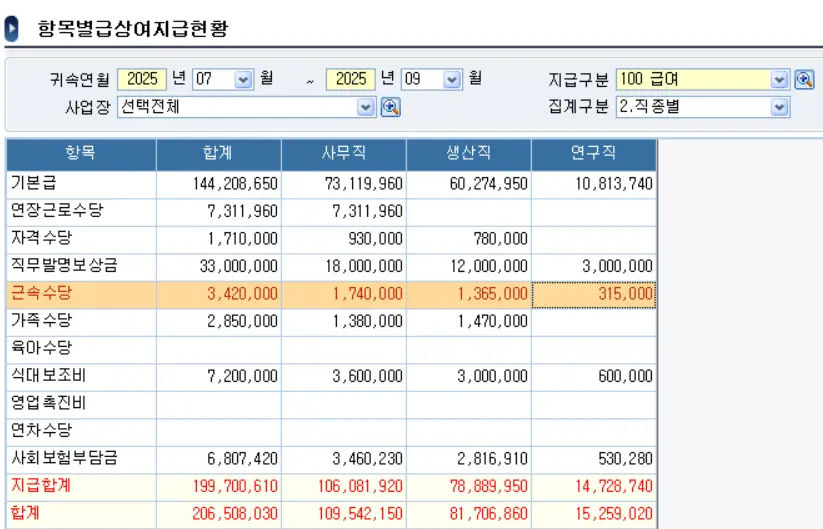 항목별급상여지급현황
귀속연월 2025 년 07 월 ~ 2025 년 09 월 지급구분 100 급여
사업장 선택전체 집계구분 2.직종별
항목 합계 사무직 생산직 연구직
기본급 144,208,650 73,119,960 60,274,950 10,813,740
연장근로수당 7,311,960 7,311,960
자격수당 1,710,000 930,000 780,000
직무발명보상금 33,000,000 18,000,000 12,000,000 3,000,000
근속수당 3,420,000 1,740,000 1,365,000 315,000
가족수당 2,850,000 1,380,000 1,470,000
육아수당
식대보조비 7,200,000 3,600,000 3,000,000 600,000
영업촉진비
연차수당
사회보험부담금 6,807,420 3,460,230 2,816,910 530,280
지급합계 199,700,610 106,081,920 78,889,950 14,728,740
합계 206,508,030 109,542,150 81,706,860 15,259,020